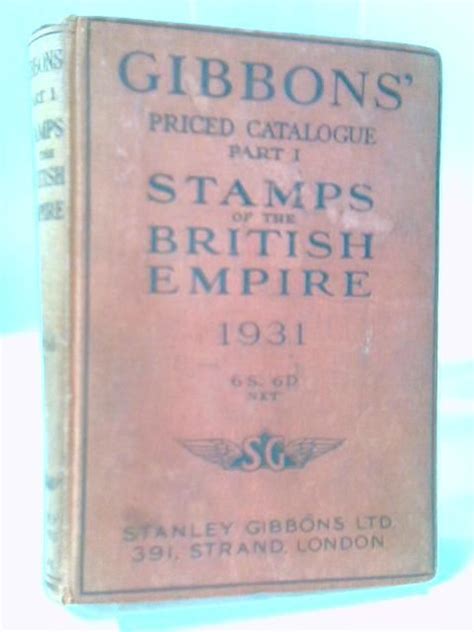 GIBBONS'
PRICED CATALOGUE
PART I
STAMPS
OF THE
BRITISH
EMPIRE
1931
6S. 6D
NET
SG
STANLEY GIBBONS LTD.
391, STRAND, LONDON
GIBBONS
PART I.
STAMPS
OF THE
BRITISH
EMPIRE